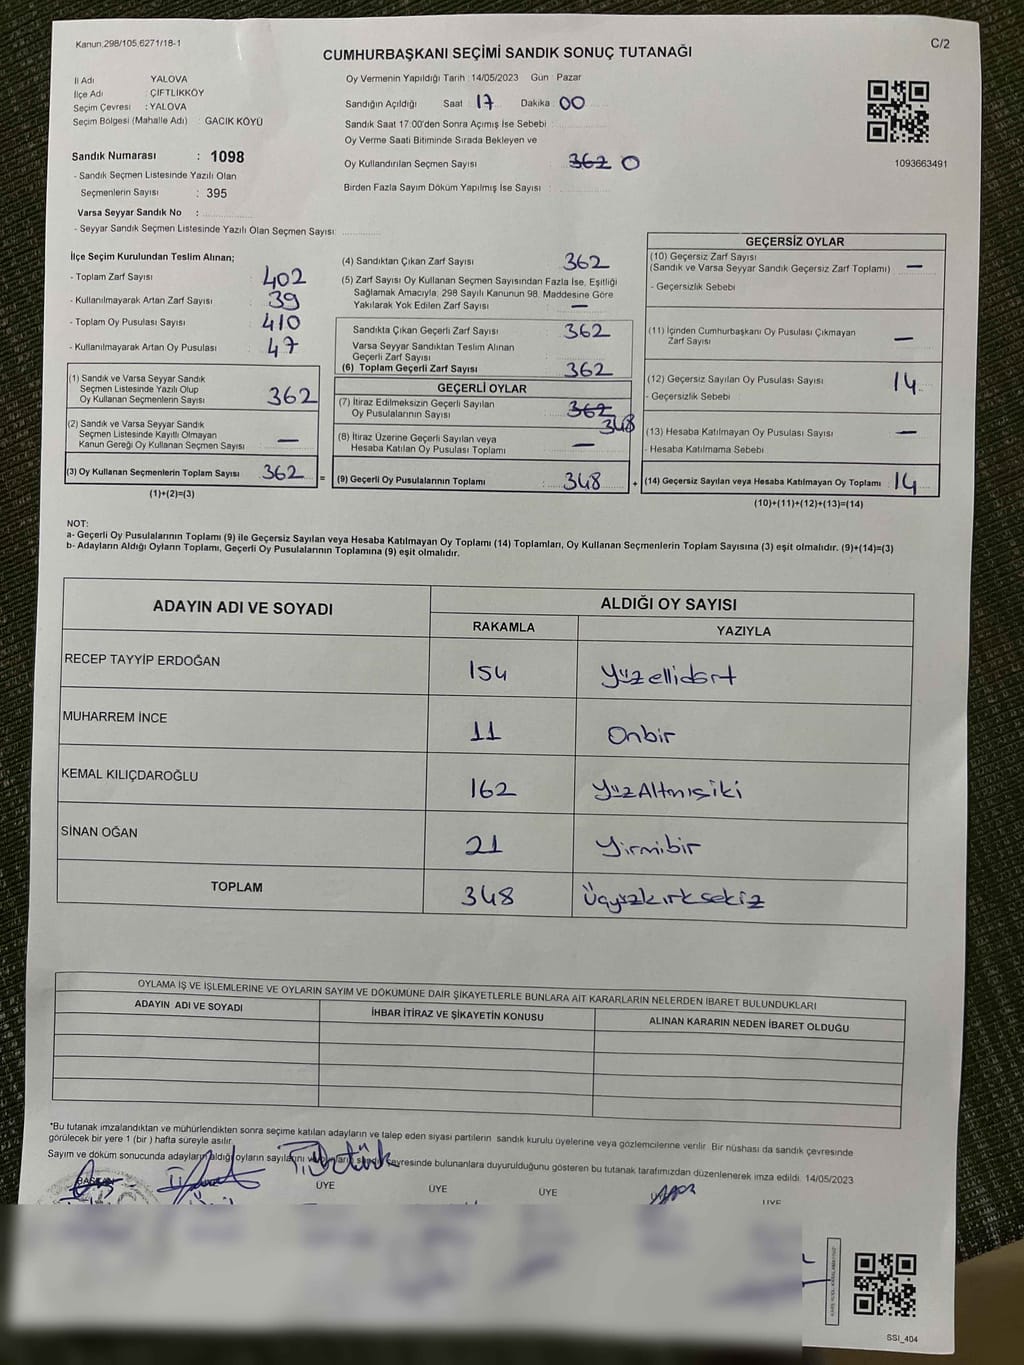 Kanun:298/105,6271/18-1
C/2
CUMHURBAŞKANI SEÇİMİ SANDIK SONUÇ TUTANAĞI
İl Adı YALOVA
İlçe Adı : ÇİFTLİKKÖY
Seçim Çevresi : YALOVA
Seçim Bölgesi (Mahalle Adı) : GACIK KÖYÜ
Sandık Numarası : 1098
- Sandık Seçmen Listesinde Yazılı Olan
Seçmenlerin Sayısı : 395
Varsa Seyyar Sandık No :
- Seyyar Sandık Seçmen Listesinde Yazılı Olan Seçmen Sayısı:
Oy Vermenin Yapıldığı Tarih :14/05/2023 Gün : Pazar
Sandığın Açıldığı Saat : 17 Dakika : 00
Sandık Saat 17:00'den Sonra Açımış İse Sebebi :
Oy Verme Saati Bitiminde Sırada Bekleyen ve
Oy Kullandırılan Seçmen Sayısı : 362 0
Birden Fazla Sayım Döküm Yapılmış İse Sayısı :
1093663491
İlçe Seçim Kurulundan Teslim Alınan;
- Toplam Zarf Sayısı : 402
- Kullanılmayarak Artan Zarf Sayısı : 39
- Toplam Oy Pusulası Sayısı : 410
- Kullanılmayarak Artan Oy Pusulası : 47
(1) Sandık ve Varsa Seyyar Sandık
Seçmen Listesinde Yazılı Olup
Oy Kullanan Seçmenlerin Sayısı : 362
(2) Sandık ve Varsa Seyyar Sandık
Seçmen Listesinde Kayıtlı Olmayan
Kanun Gereği Oy Kullanan Seçmen Sayısı : —
(3) Oy Kullanan Seçmenlerin Toplam Sayısı : 362
(1)+(2)=(3)
(4) Sandıktan Çıkan Zarf Sayısı : 362
(5) Zarf Sayısı Oy Kullanan Seçmen Sayısından Fazla İse, Eşitliği
Sağlamak Amacıyla, 298 Sayılı Kanunun 98. Maddesine Göre
Yakılarak Yok Edilen Zarf Sayısı : —
Sandıkta Çıkan Geçerli Zarf Sayısı : 362
Varsa Seyyar Sandıktan Teslim Alınan
Geçerli Zarf Sayısı :
(6) Toplam Geçerli Zarf Sayısı : 362
GEÇERLİ OYLAR
(7) İtiraz Edilmeksizin Geçerli Sayılan
Oy Pusulalarının Sayısı : 362
348
(8) İtiraz Üzerine Geçerli Sayılan veya
Hesaba Katılan Oy Pusulası Toplamı : —
= (9) Geçerli Oy Pusulalarının Toplamı : 348
GEÇERSİZ OYLAR
(10) Geçersiz Zarf Sayısı
(Sandık ve Varsa Seyyar Sandık Geçersiz Zarf Toplamı) : —
- Geçersizlik Sebebi
(11) İçinden Cumhurbaşkanı Oy Pusulası Çıkmayan
Zarf Sayısı : —
(12) Geçersiz Sayılan Oy Pusulası Sayısı : 14
- Geçersizlik Sebebi
(13) Hesaba Katılmayan Oy Pusulası Sayısı : —
- Hesaba Katılmama Sebebi
+ (14) Geçersiz Sayılan veya Hesaba Katılmayan Oy Toplamı : 14
(10)+(11)+(12)+(13)=(14)
NOT:
a- Geçerli Oy Pusulalarının Toplamı (9) ile Geçersiz Sayılan veya Hesaba Katılmayan Oy Toplamı (14) Toplamları, Oy Kullanan Seçmenlerin Toplam Sayısına (3) eşit olmalıdır. (9)+(14)=(3)
b- Adayların Aldığı Oyların Toplamı, Geçerli Oy Pusulalarının Toplamına (9) eşit olmalıdır.
ADAYIN ADI VE SOYADI
ALDIĞI OY SAYISI
RAKAMLA YAZIYLA
RECEP TAYYİP ERDOĞAN 154 Yüzellidört
MUHARREM İNCE 11 Onbir
KEMAL KILIÇDAROĞLU 162 YüzAltmışiki
SİNAN OĞAN 21 Yirmibir
TOPLAM 348 Üçyüzkırksekiz
OYLAMA İŞ VE İŞLEMLERİNE VE OYLARIN SAYIM VE DÖKÜMÜNE DAİR ŞİKAYETLERLE BUNLARA AİT KARARLARIN NELERDEN İBARET BULUNDUKLARI
ADAYIN ADI VE SOYADI İHBAR İTİRAZ VE ŞİKAYETİN KONUSU ALINAN KARARIN NEDEN İBARET OLDUĞU
*Bu tutanak imzalandıktan ve mühürlendikten sonra seçime katılan adayların ve talep eden siyasi partilerin sandık kurulu üyelerine veya gözlemcilerine verilir. Bir nüshası da sandık çevresinde
görülecek bir yere 1 (bir ) hafta süreyle asılır.
Sayım ve döküm sonucunda adayların aldığı oyların sayılarını çevresinde bulunanlara duyurulduğunu gösteren bu tutanak tarafımızdan düzenlenerek imza edildi. 14/05/2023
BAŞKAN ÜYE ÜYE ÜYE ÜYE
SSI_404